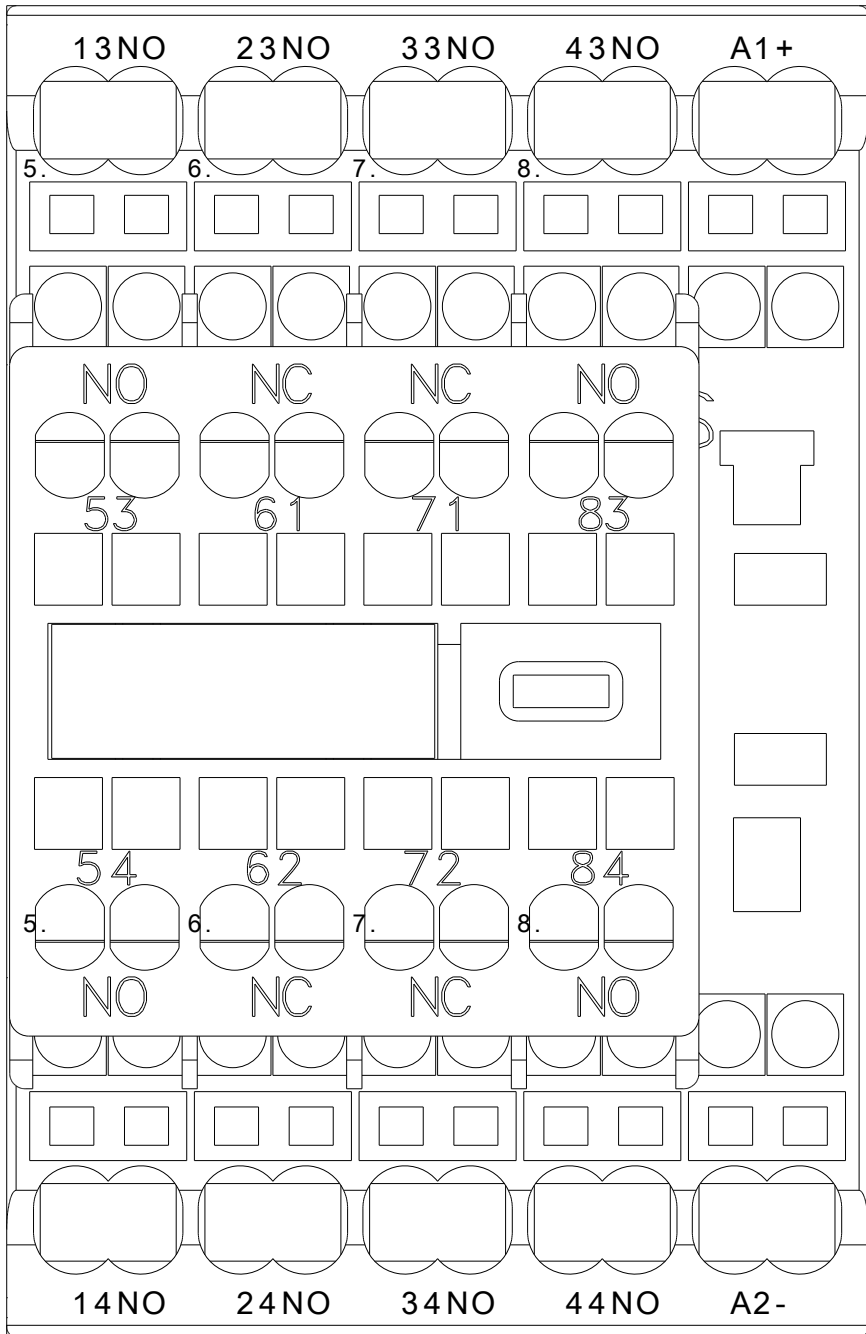 13NO 23NO 33NO 43NO A1+
5. 6. 7. 8.
NO NC NC NO
53 61 71 83
54 62 72 84
5. 6. 7. 8.
NO NC NC NO
14NO 24NO 34NO 44NO A2-